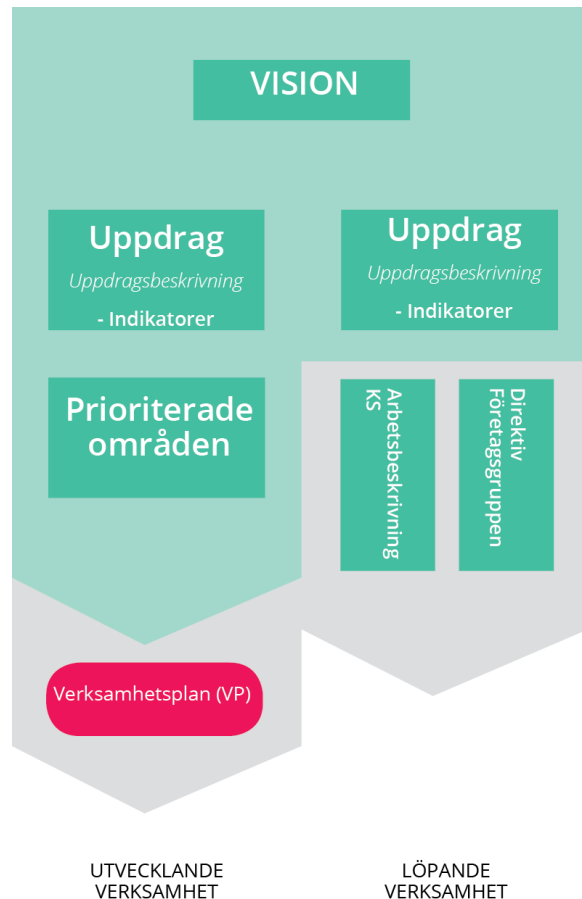 VISION
Uppdrag
Uppdragsbeskrivning
- Indikatorer
Uppdrag
Uppdragsbeskrivning
- Indikatorer
Prioriterade
områden
Arbetsbeskrivning
KS
Direktiv
Företagsgruppen
Verksamhetsplan (VP)
UTVECKLANDE
VERKSAMHET
LÖPANDE
VERKSAMHET